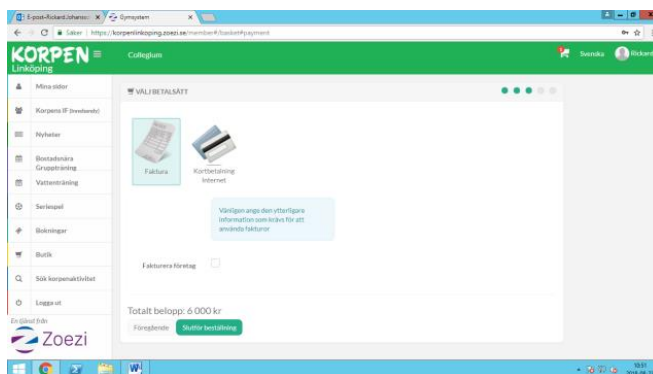 E-post-Rickard.Johansso
Gymsystem
Säker
https://korpenlinkoping.zoezi.se/member#/basket#payment
KORPEN
Linköping
Collegium
Svenska
Rickard
Mina sidor
Korpens IF (Innebandy)
Nyheter
Bostadsnära
Gruppträning
Vattenträning
Seriespel
Bokningar
Butik
Sök korpenaktivitet
Logga ut
En tjänst från
Zoezi
VÄLJ BETALSÄTT
Faktura
Kortbetalning
Internet
Vänligen ange den ytterligare
information som krävs för att
använda fakturor
Fakturera företag
Totalt belopp: 6 000 kr
Föregående
Slutför beställning
10:51